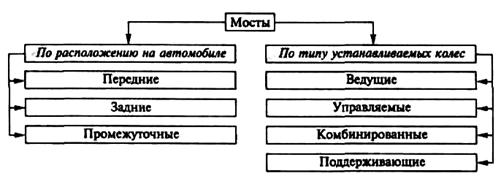 Мосты
По расположению на автомобиле
Передние
Задние
Промежуточные
По типу устанавливаемых колес
Ведущие
Управляемые
Комбинированные
Поддерживающие